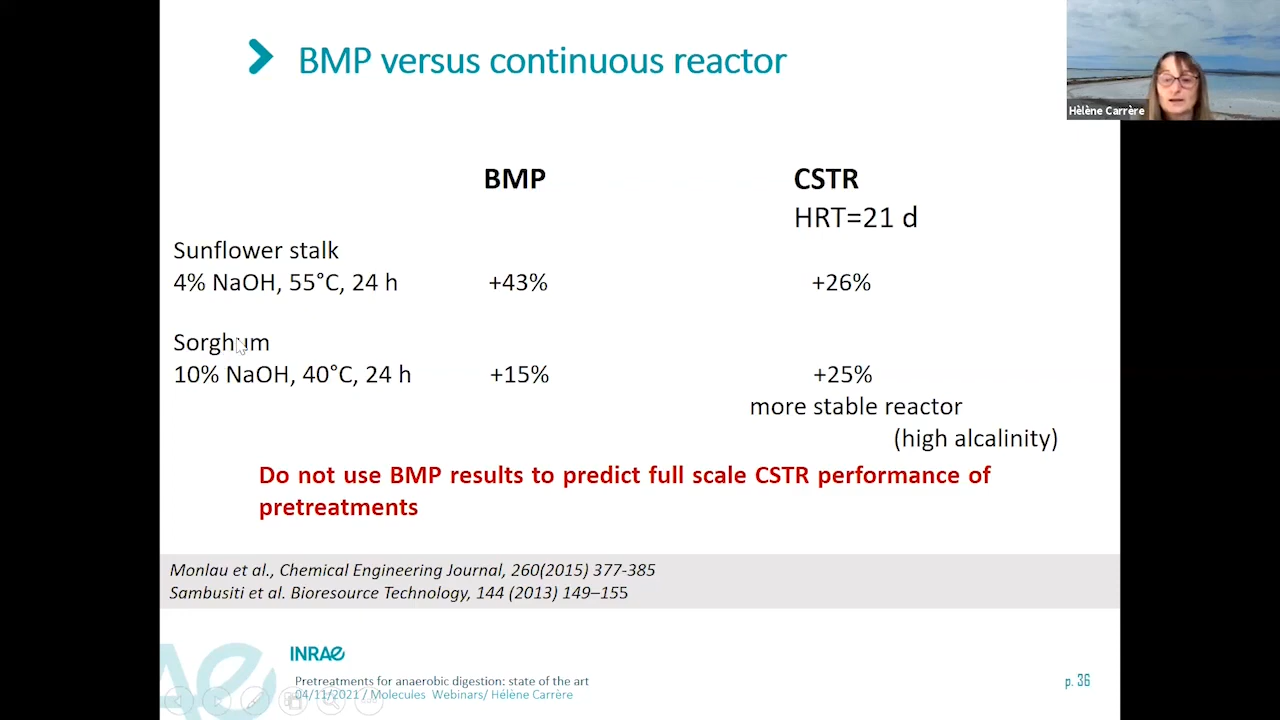 BMP versus continuous reactor
Hélène Carrère
BMP CSTR
HRT=21 d
Sunflower stalk
4% NaOH, 55°C, 24 h +43% +26%
Sorghum
10% NaOH, 40°C, 24 h +15% +25%
more stable reactor
(high alcalinity)
Do not use BMP results to predict full scale CSTR performance of
pretreatments
Monlau et al., Chemical Engineering Journal, 260(2015) 377-385
Sambusiti et al. Bioresource Technology, 144 (2013) 149–155
INRAE
Pretreatments for anaerobic digestion: state of the art
04/11/2021 / Molecules Webinars/ Hélène Carrère
p. 36